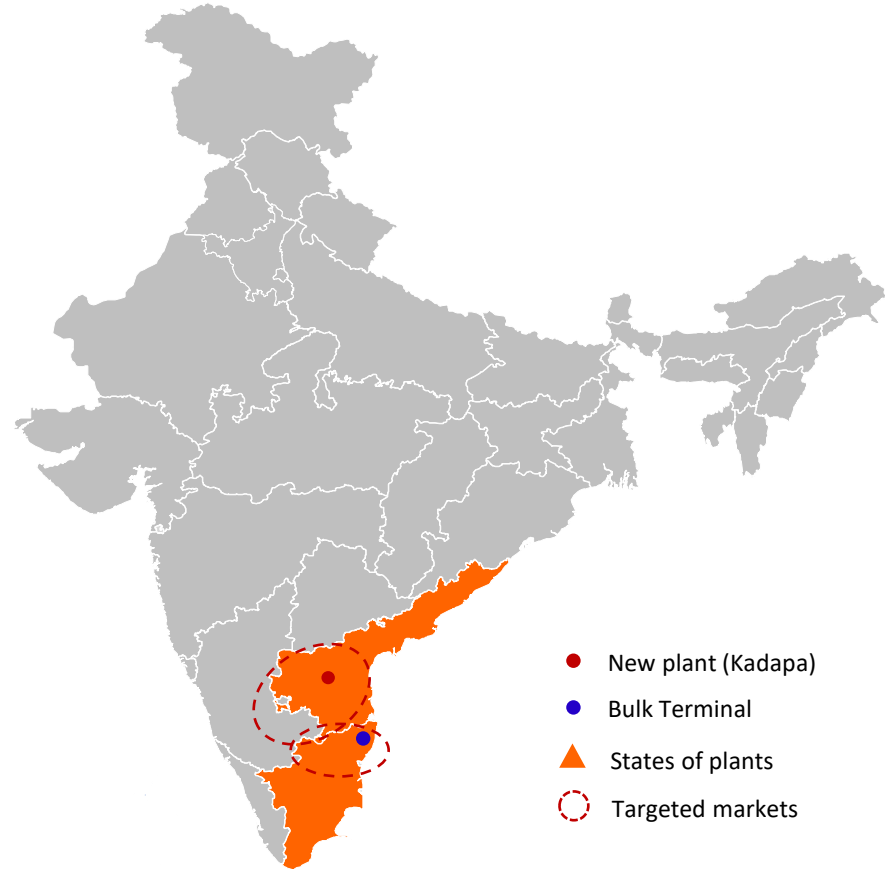 New plant (Kadapa)
Bulk Terminal
States of plants
Targeted markets